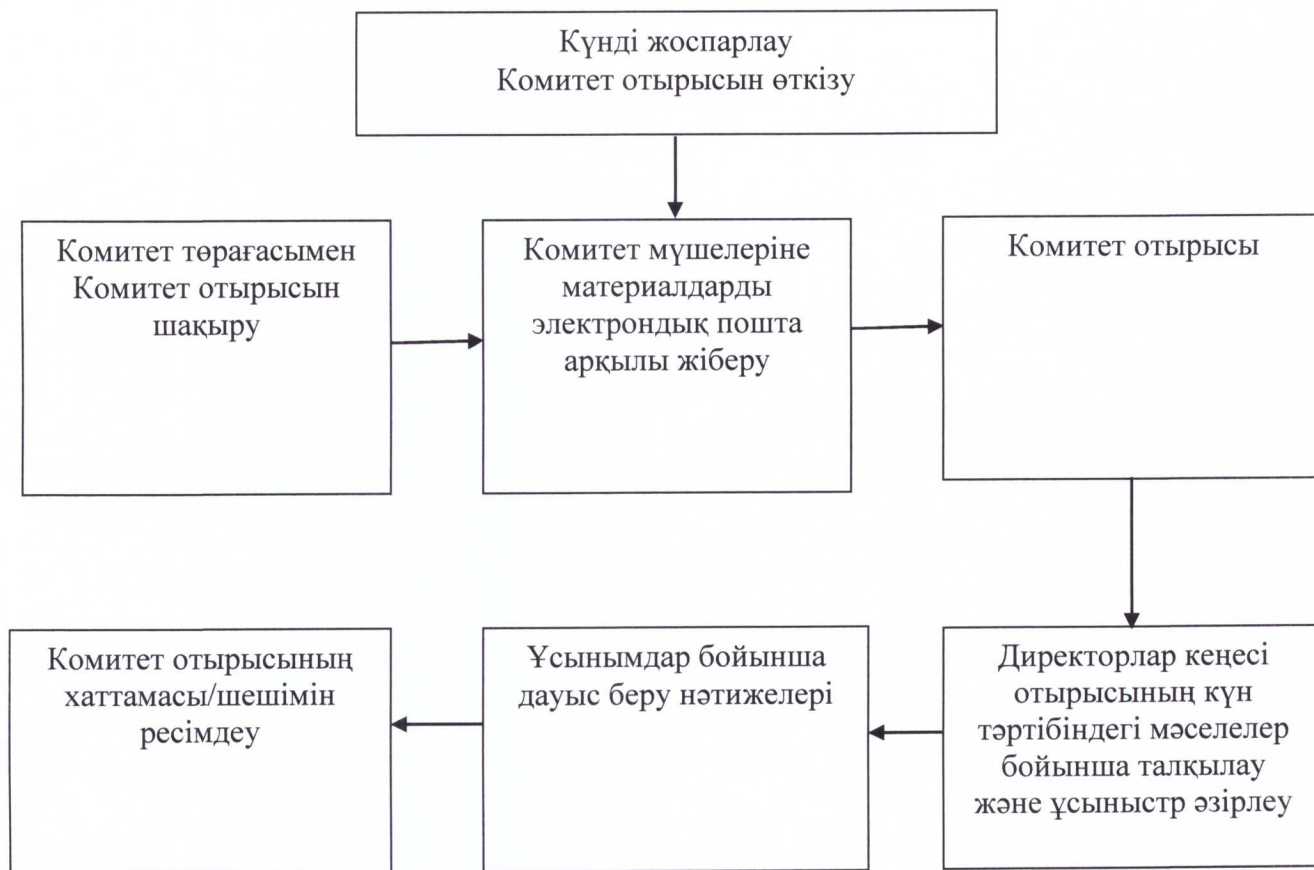 Күнді жоспарлау
Комитет отырысын өткізу
Комитет төрағасымен
Комитет отырысын
шақыру
Комитет мүшелеріне
материалдарды
электрондық пошта
арқылы жіберу
Комитет отырысы
Директорлар кеңесі
отырысының күн
тәртібіндегі мәселелер
бойынша талқылау
және ұсыныстр әзірлеу
Ұсынымдар бойынша
дауыс беру нәтижелері
Комитет отырысының
хаттамасы/шешімін
ресімдеу